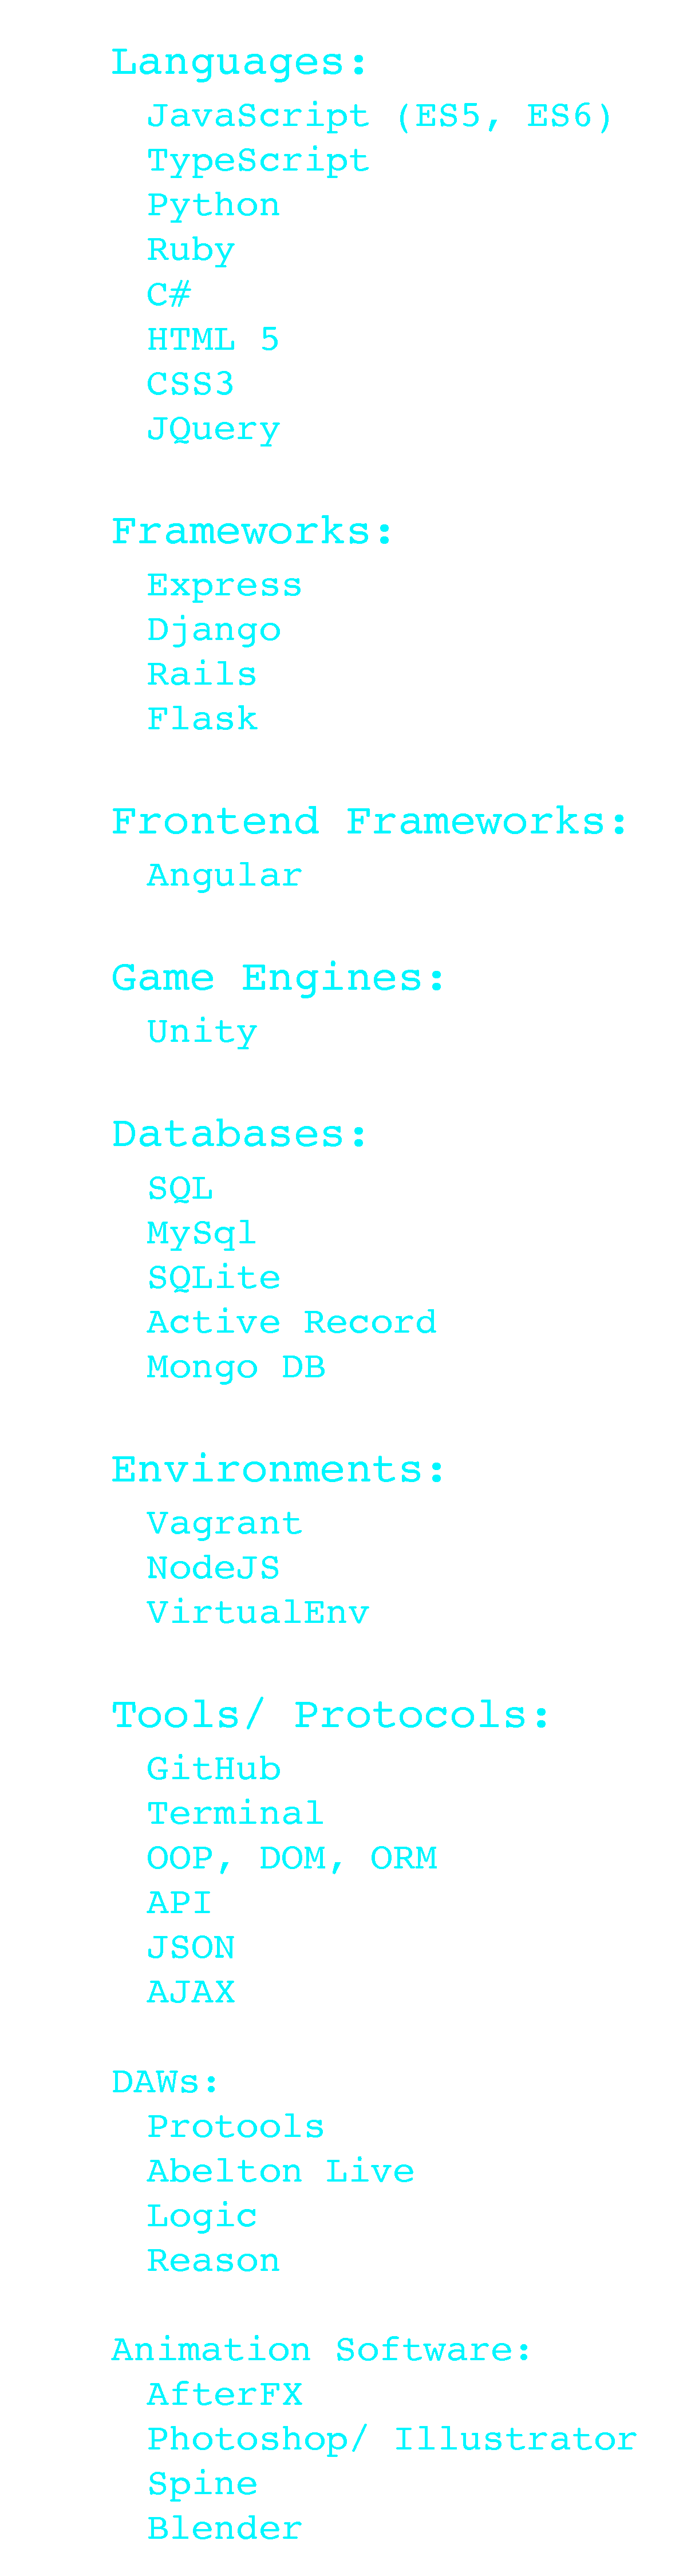 Languages:
JavaScript (ES5, ES6)
TypeScript
Python
Ruby
C#
HTML 5
CSS3
JQuery
Frameworks:
Express
Django
Rails
Flask
Frontend Frameworks:
Angular
Game Engines:
Unity
Databases:
SQL
MySql
SQLite
Active Record
Mongo DB
Environments:
Vagrant
NodeJS
VirtualEnv
Tools/ Protocols:
GitHub
Terminal
OOP, DOM, ORM
API
JSON
AJAX
DAWs:
Protools
Abelton Live
Logic
Reason
Animation Software:
AfterFX
Photoshop/ Illustrator
Spine
Blender